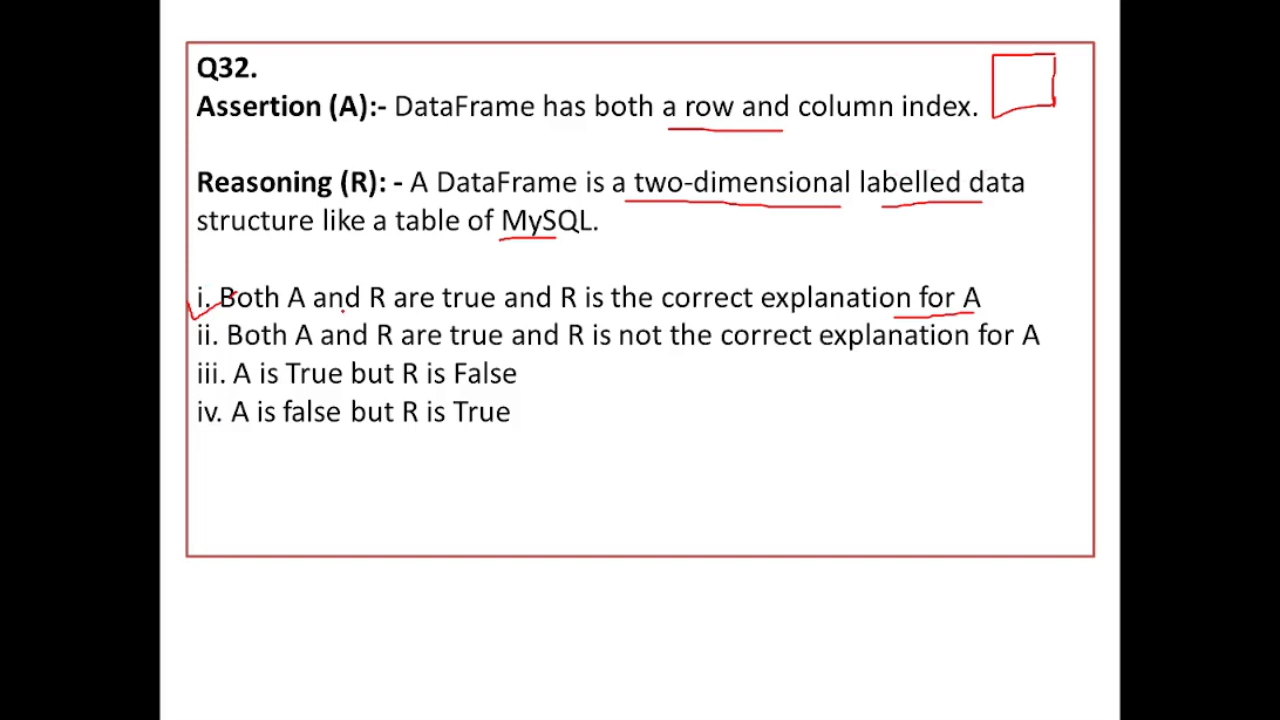 Q32.
Assertion (A):- DataFrame has both a row and column index.
Reasoning (R): - A DataFrame is a two-dimensional labelled data
structure like a table of MySQL.
i. Both A and R are true and R is the correct explanation for A
ii. Both A and R are true and R is not the correct explanation for A
iii. A is True but R is False
iv. A is false but R is True